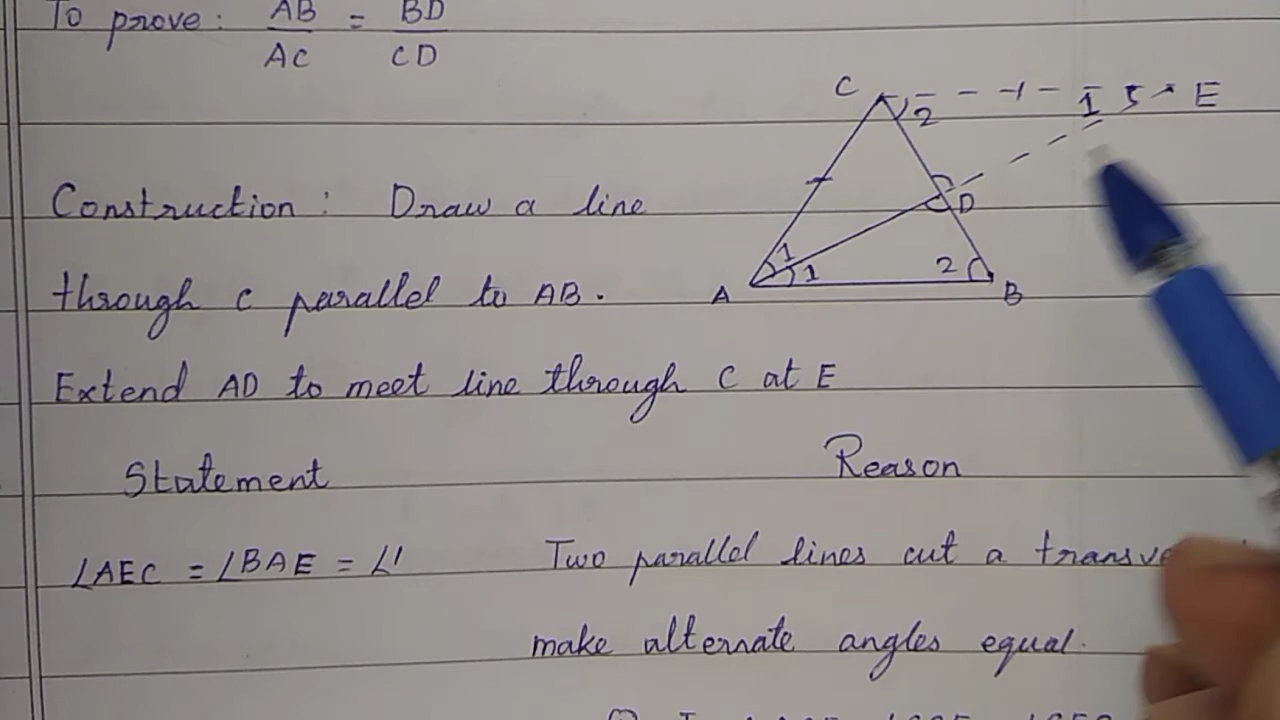 To prove: AB/AC = BD/CD
C 2 1 E
D
1 1 2
A B
Construction: Draw a line
through C parallel to AB.
Extend AD to meet line through C at E
Statement Reason
∠AEC = ∠BAE = ∠1 Two parallel lines cut a
make alternate angles equal.